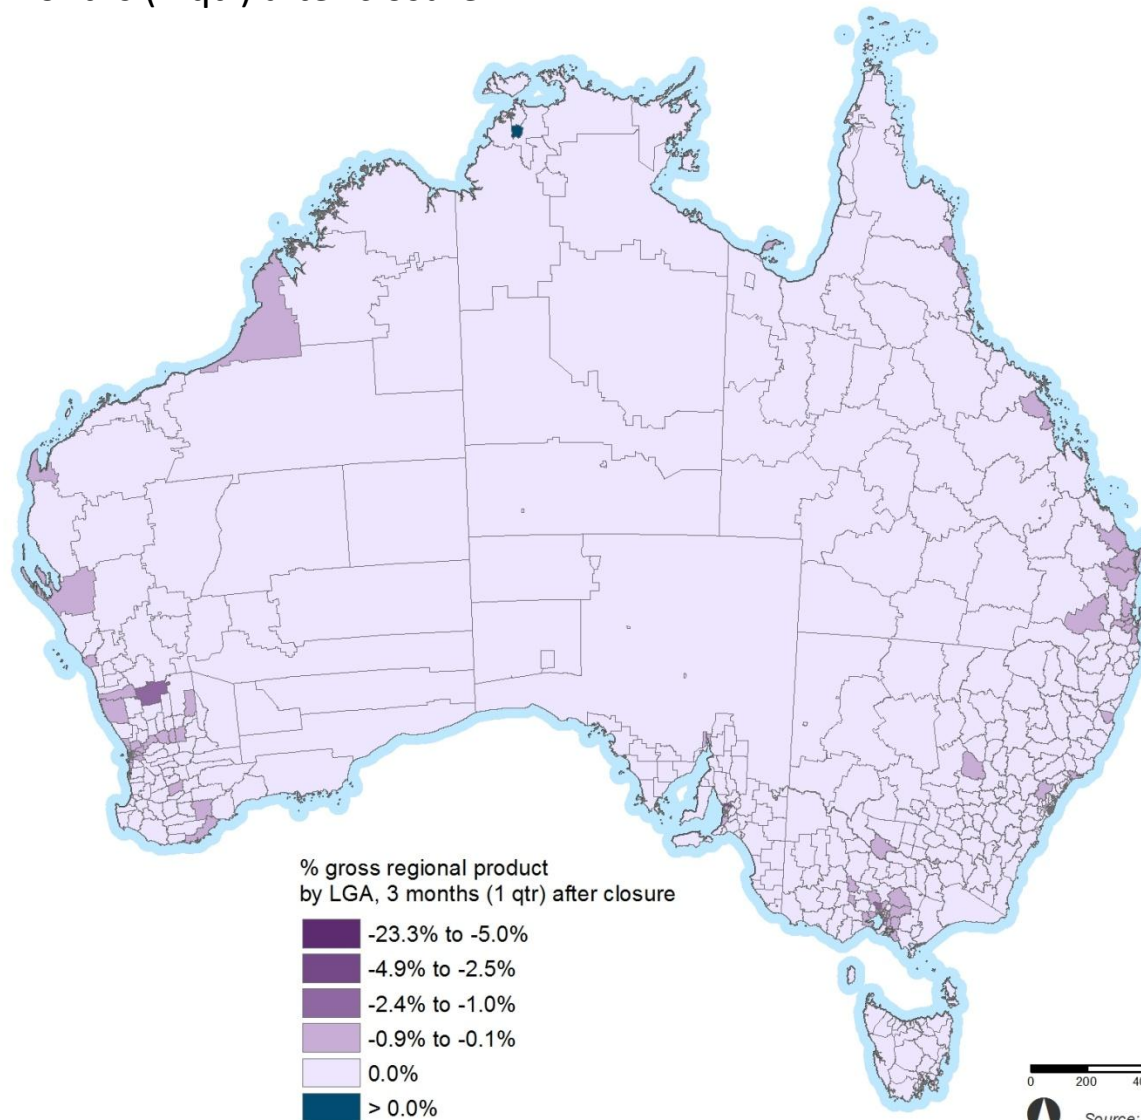 % gross regional product
by LGA, 3 months (1 qtr) after closure
-23.3% to -5.0%
-4.9% to -2.5%
-2.4% to -1.0%
-0.9% to -0.1%
0.0%
> 0.0%
0 200
Source: